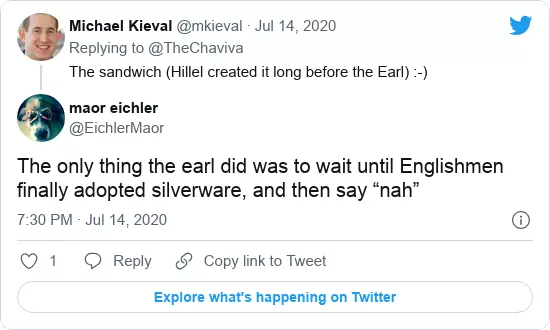 Michael Kieval @mkieval · Jul 14, 2020
Replying to @TheChaviva
The sandwich (Hillel created it long before the Earl) :-)
maor eichler
@EichlerMaor
The only thing the earl did was to wait until Englishmen
finally adopted silverware, and then say “nah”
7:30 PM · Jul 14, 2020
1 Reply Copy link to Tweet
Explore what's happening on Twitter